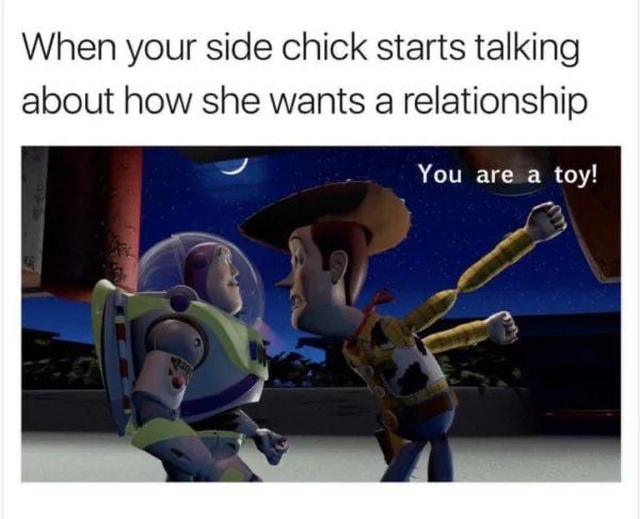 When your side chick starts talking
about how she wants a relationship
You are a toy!